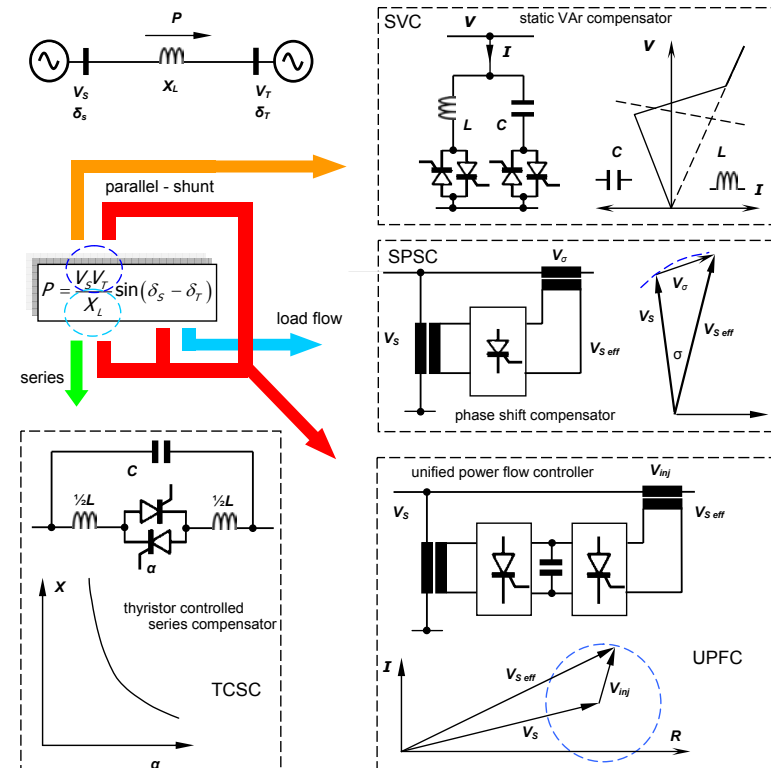 P
X_L
V_S
δ_s
V_T
δ_T
parallel - shunt
P = V_S V_T / X_L sin(δ_S − δ_T)
load flow
series
SVC
static VAr compensator
V
I
L
C
V
C
L
I
SPSC
V_σ
V_S
V_S eff
phase shift compensator
V_σ
V_S
V_S eff
σ
C
½L
½L
α
X
thyristor controlled
series compensator
TCSC
α
unified power flow controller
V_inj
V_S
V_S eff
I
V_S eff
V_inj
V_S
R
UPFC